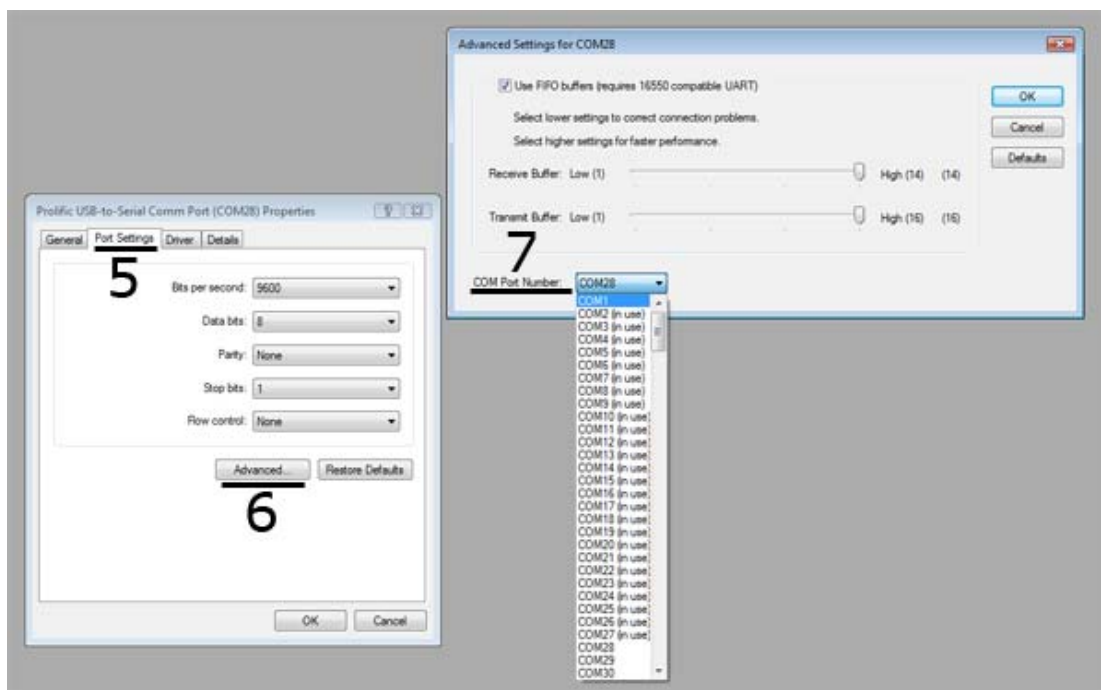 Advanced Settings for COM28
Use FIFO buffers (requires 16550 compatible UART)
OK
Select lower settings to correct connection problems.
Cancel
Select higher settings for faster performance.
Defaults
Receive Buffer: Low (1) High (14) (14)
Transmit Buffer: Low (1) High (16) (16)
7
COM Port Number: COM28
COM1
COM2 (in use)
COM3 (in use)
COM4 (in use)
COM5 (in use)
COM6 (in use)
COM7 (in use)
COM8 (in use)
COM9 (in use)
COM10 (in use)
COM11 (in use)
COM12 (in use)
COM13 (in use)
COM14 (in use)
COM15 (in use)
COM16 (in use)
COM17 (in use)
COM18 (in use)
COM19 (in use)
COM20 (in use)
COM21 (in use)
COM22 (in use)
COM23 (in use)
COM24 (in use)
COM25 (in use)
COM26 (in use)
COM27 (in use)
COM28
COM29
COM30
Prolific USB-to-Serial Comm Port (COM28) Properties
General Port Settings Driver Details
5
Bits per second: 9600
Data bits: 8
Parity: None
Stop bits: 1
Flow control: None
Advanced... Restore Defaults
6
OK Cancel